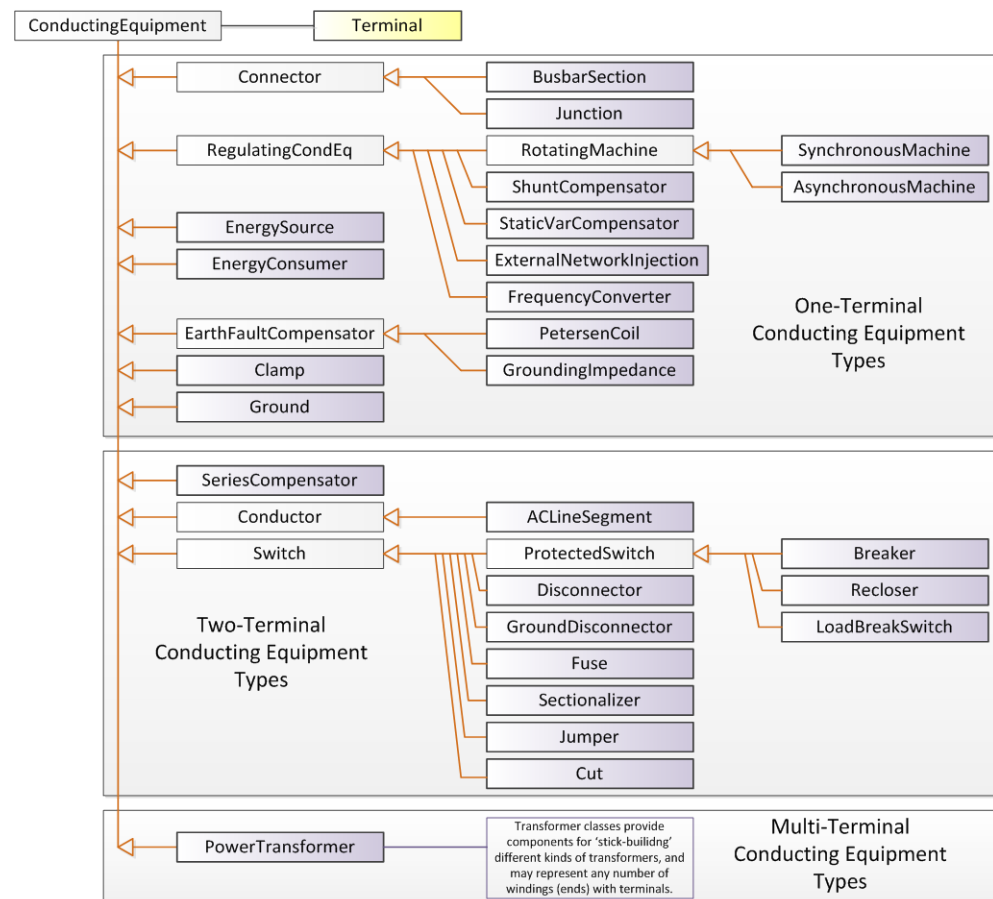 ConductingEquipment
Terminal
Connector
BusbarSection
Junction
RegulatingCondEq
RotatingMachine
SynchronousMachine
ShuntCompensator
AsynchronousMachine
EnergySource
StaticVarCompensator
EnergyConsumer
ExternalNetworkInjection
FrequencyConverter
One-Terminal
Conducting Equipment
Types
EarthFaultCompensator
PetersenCoil
Clamp
GroundingImpedance
Ground
SeriesCompensator
Conductor
ACLineSegment
Switch
ProtectedSwitch
Breaker
Disconnector
Recloser
GroundDisconnector
LoadBreakSwitch
Two-Terminal
Conducting Equipment
Types
Fuse
Sectionalizer
Jumper
Cut
PowerTransformer
Transformer classes provide
components for ‘stick-builidng’
different kinds of transformers, and
may represent any number of
windings (ends) with terminals.
Multi-Terminal
Conducting Equipment
Types